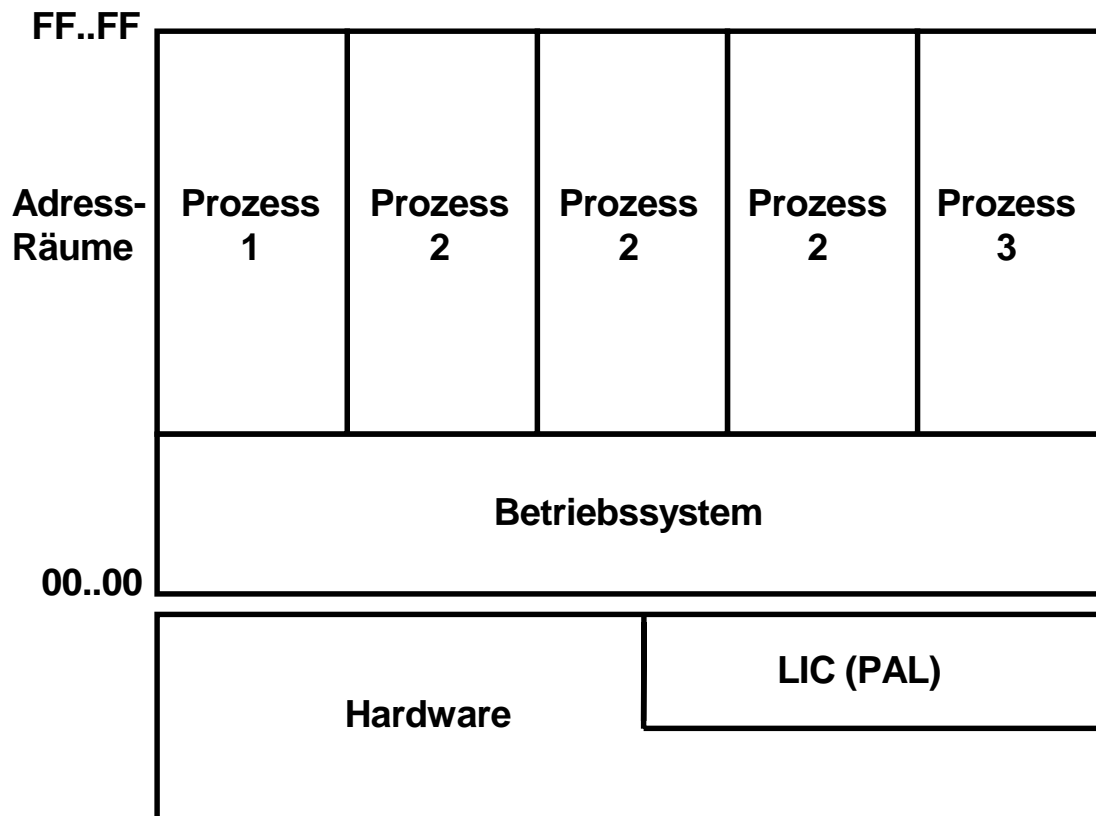 FF..FF
Adress-
Räume
Prozess
1
Prozess
2
Prozess
2
Prozess
2
Prozess
3
Betriebssystem
00..00
LIC (PAL)
Hardware